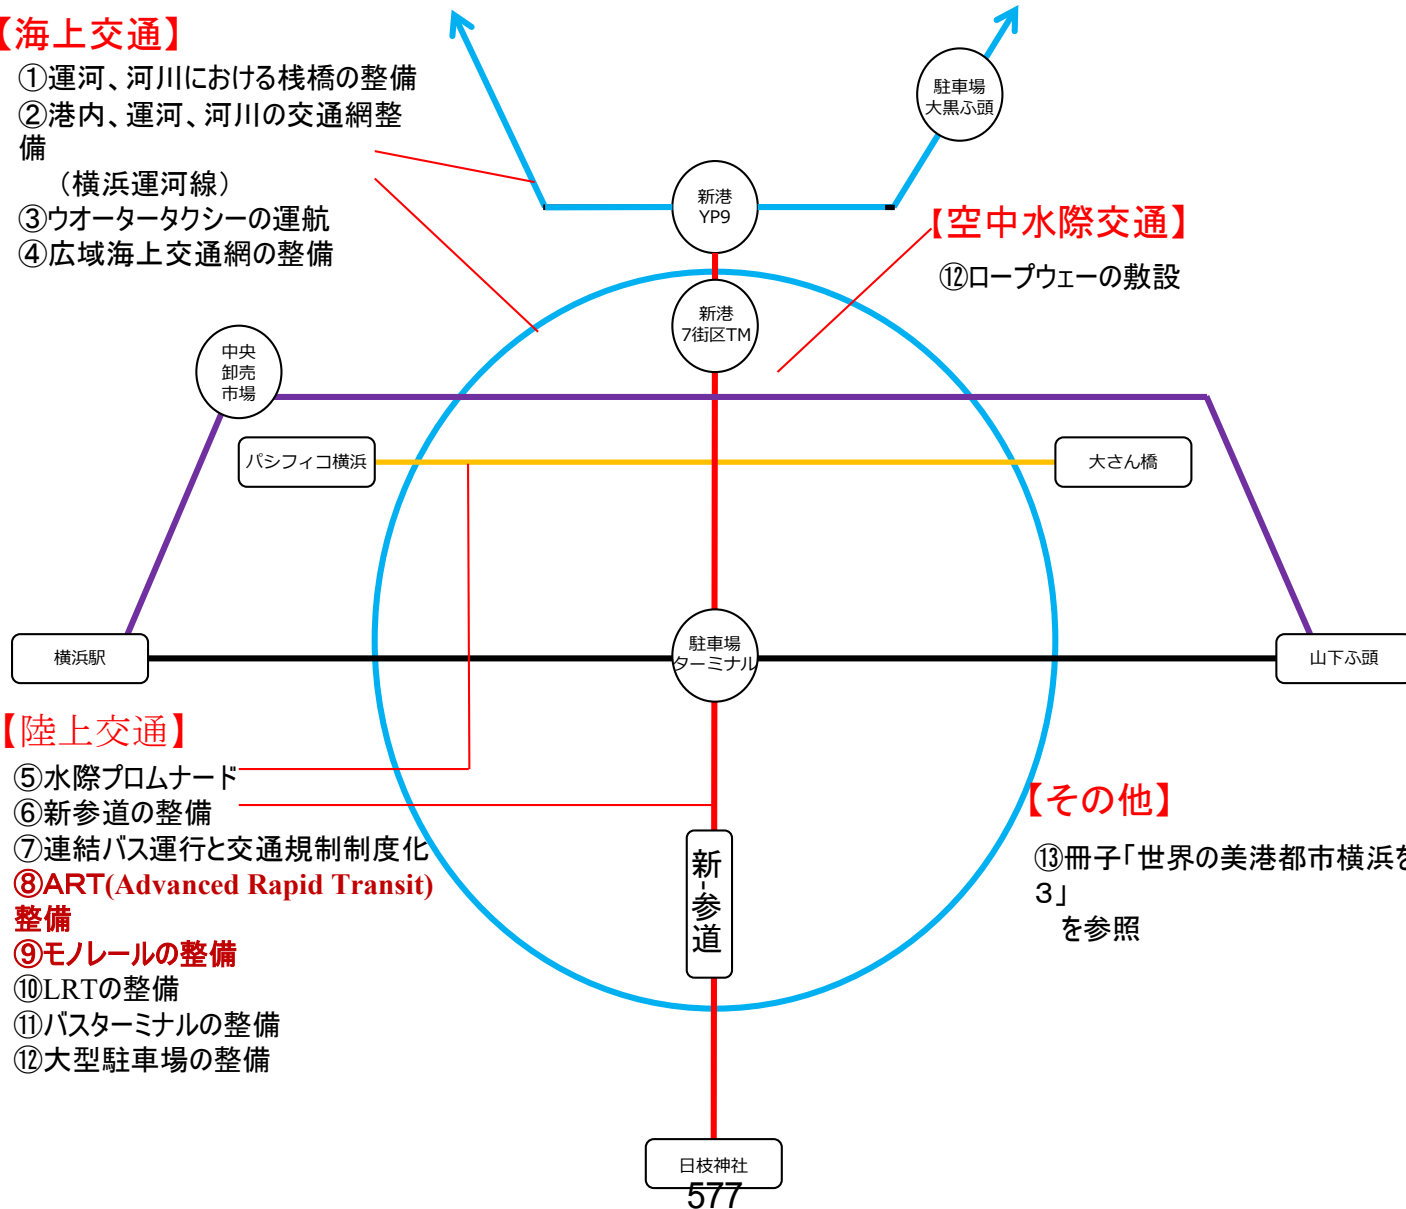 【海上交通】
①運河、河川における桟橋の整備
②港内、運河、河川の交通網整
備
（横浜運河線）
③ウオータータクシーの運航
④広域海上交通網の整備
駐車場
大黒ふ頭
新港
YP9
【空中水際交通】
⑫ロープウェーの敷設
新港
7街区TM
中央
卸売
市場
パシフィコ横浜
大さん橋
横浜駅
駐車場
ターミナル
山下ふ頭
【陸上交通】
⑤水際プロムナード
⑥新参道の整備
⑦連結バス運行と交通規制制度化
⑧ART(Advanced Rapid Transit)
整備
⑨モノレールの整備
⑩LRTの整備
⑪バスターミナルの整備
⑫大型駐車場の整備
新-参道
【その他】
⑬冊子「世界の美港都市横浜を
３」
を参照
日枝神社
577